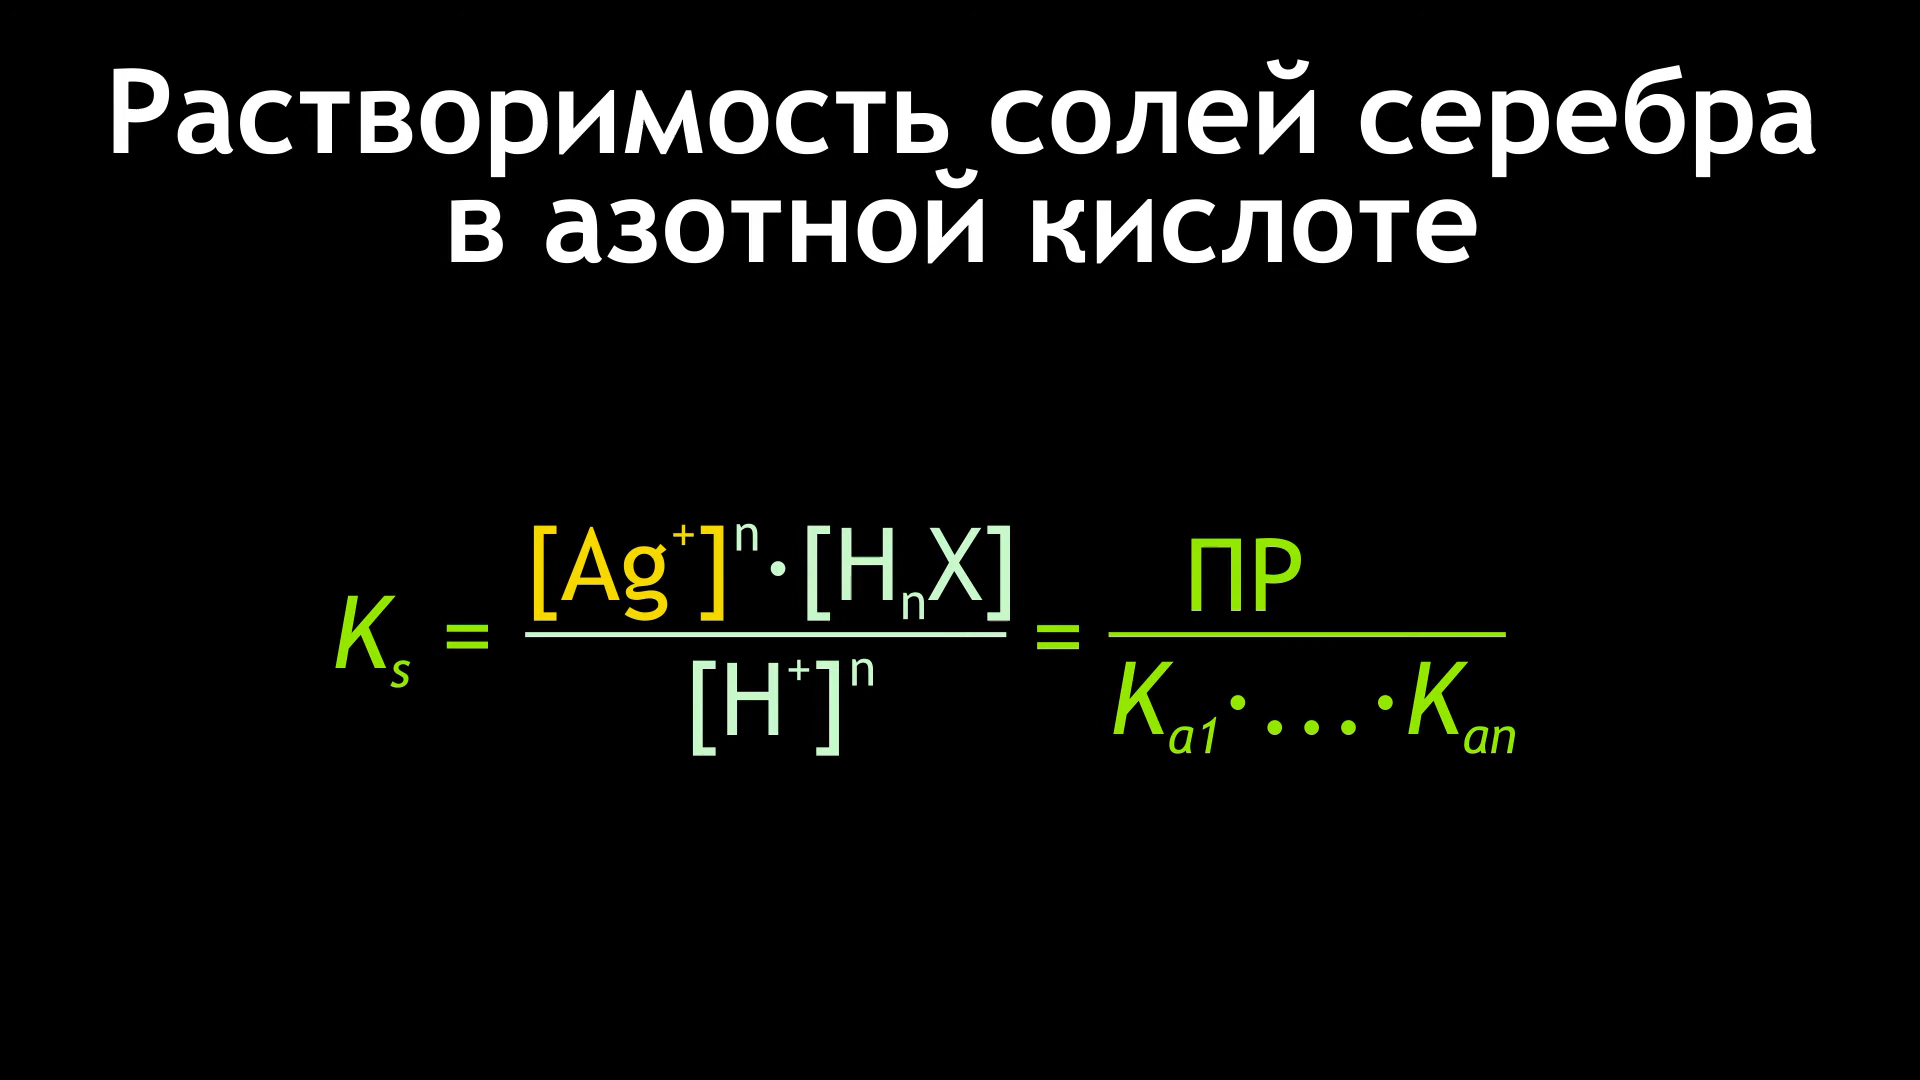 Растворимость солей серебра
в азотной кислоте
Kₛ = [Ag⁺]ⁿ·[HₙX] / [H⁺]ⁿ = ПР / Kₐ₁·...·Kₐₙ